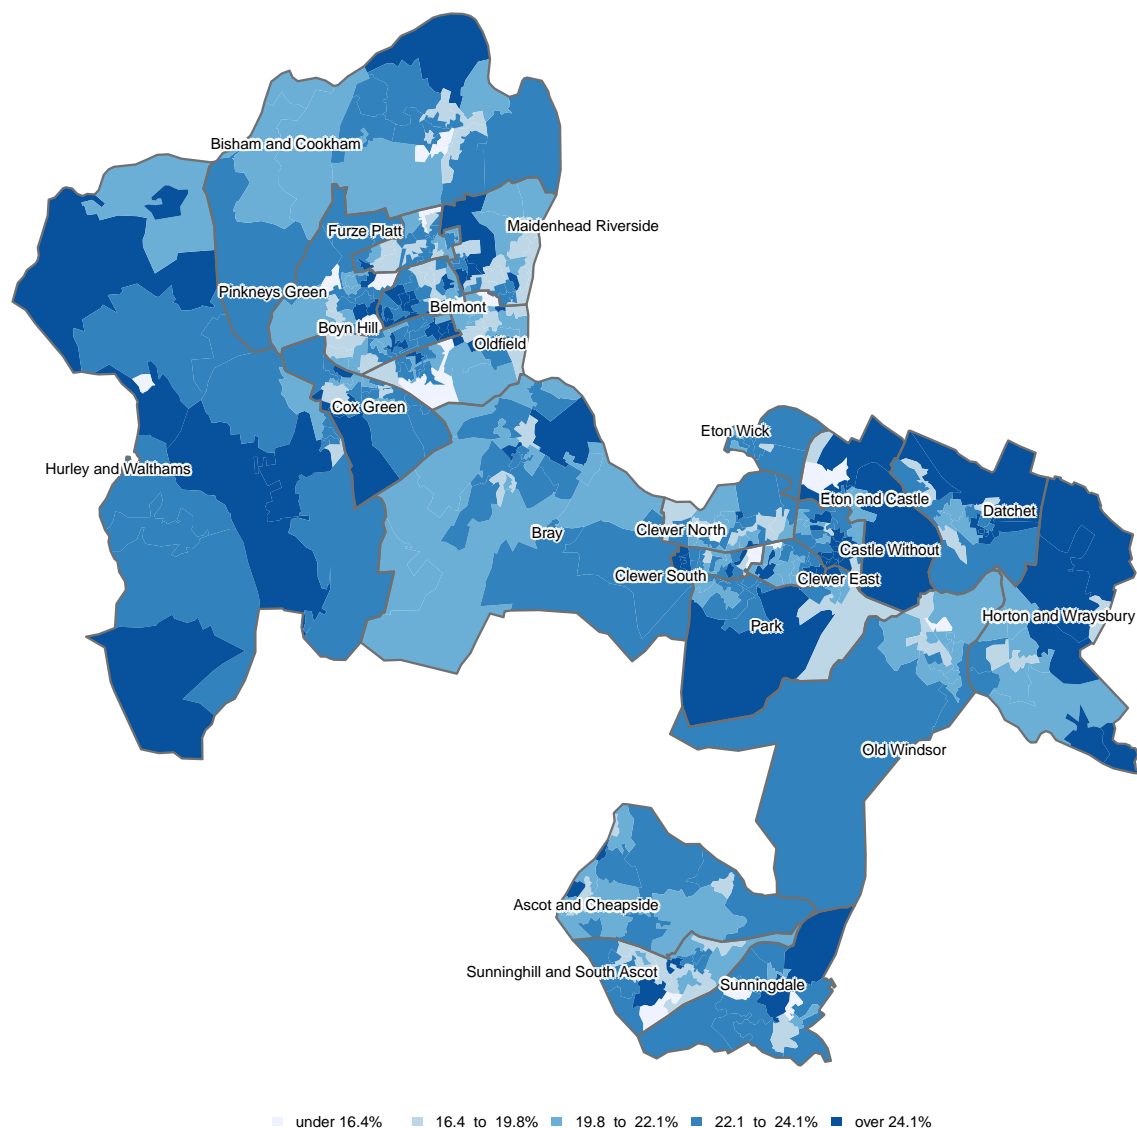 Bisham and Cookham
Maidenhead Riverside
Furze Platt
Pinkneys Green
Belmont
Boyn Hill
Oldfield
Cox Green
Eton Wick
Hurley and Walthams
Eton and Castle
Datchet
Clewer North
Bray
Castle Without
Clewer South
Clewer East
Horton and Wraysbury
Park
Old Windsor
Ascot and Cheapside
Sunninghill and South Ascot
Sunningdale
under 16.4% 16.4 to 19.8% 19.8 to 22.1% 22.1 to 24.1% over 24.1%